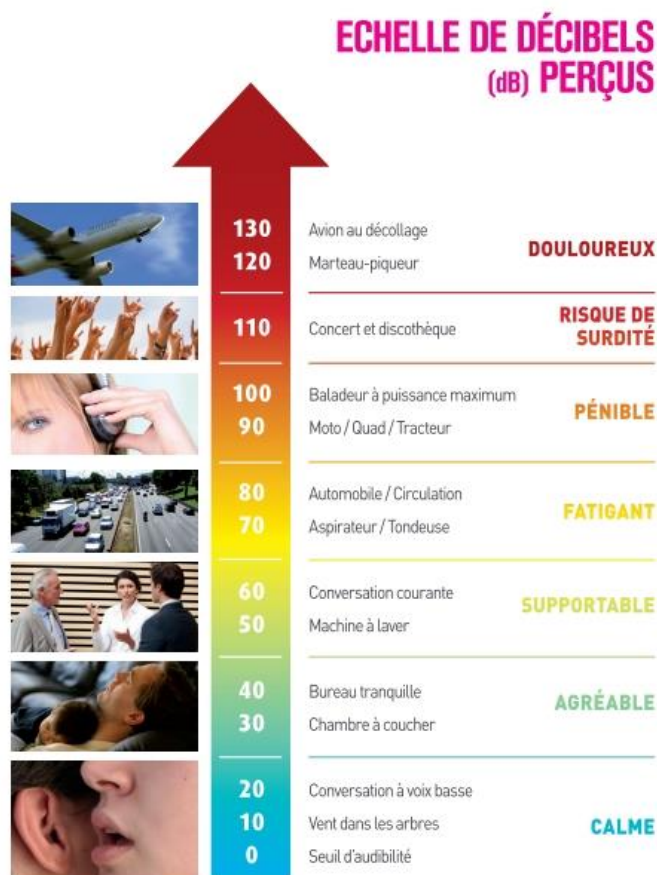 ECHELLE DE DÉCIBELS
(dB) PERÇUS
130 Avion au décollage
120 Marteau-piqueur
DOULOUREUX
110 Concert et discothèque
RISQUE DE
SURDITÉ
100 Baladeur à puissance maximum
90 Moto / Quad / Tracteur
PÉNIBLE
80 Automobile / Circulation
70 Aspirateur / Tondeuse
FATIGANT
60 Conversation courante
50 Machine à laver
SUPPORTABLE
40 Bureau tranquille
30 Chambre à coucher
AGRÉABLE
20 Conversation à voix basse
10 Vent dans les arbres
0 Seuil d'audibilité
CALME